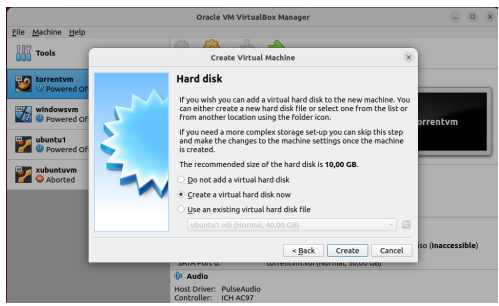 Oracle VM VirtualBox Manager
File Machine Help
Tools
torrentvm
Powered Of
windowsvm
Powered Of
ubuntu1
Powered Of
xubuntuvm
Aborted
Create Virtual Machine
Hard disk
If you wish you can add a virtual hard disk to the new machine. You
can either create a new hard disk file or select one from the list or
from another location using the folder icon.
If you need a more complex storage set-up you can skip this step
and make the changes to the machine settings once the machine
is created.
The recommended size of the hard disk is 10,00 GB.
Do not add a virtual hard disk
Create a virtual hard disk now
Use an existing virtual hard disk file
ubuntu1.vdi (Normal, 40,00 GB)
< Back Create Cancel
orrentvm
iso (Inaccessible)
SATA Port 0: torrentvm.vdi (Normal, 50,00 GB)
Audio
Host Driver: PulseAudio
Controller: ICH AC97